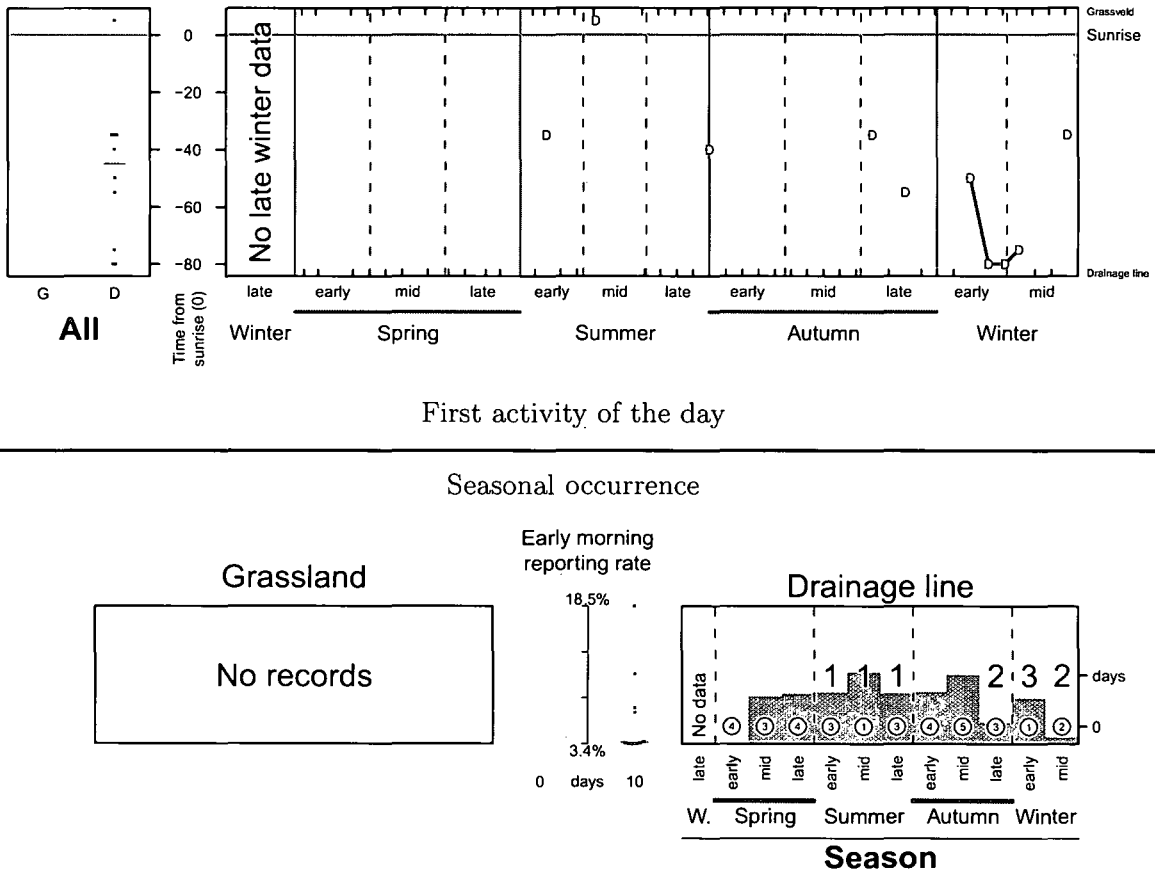 Grassveld
0
Sunrise
−20
−40
−60
−80
No late winter data
D
D
D
D
D
D
D
D
D
D
Drainage line
G D
All
Time from
sunrise (0)
late early mid late early mid late early mid late early mid
Winter Spring Summer Autumn Winter
First activity of the day
Seasonal occurrence
Early morning
reporting rate
Grassland
No records
18.5%
3.4%
0 days 10
Drainage line
No data
1 1 1 2 3 2
days
4 3 4 3 1 3 4 5 3 1 2
0
late early mid late early mid late early mid late early mid
W. Spring Summer Autumn Winter
Season